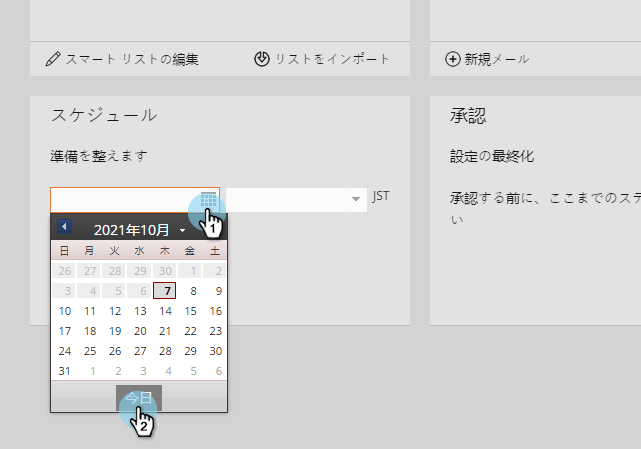 スマート リストの編集 リストをインポート
新規メール
スケジュール
準備を整えます
JST
1
2021年10月
日 月 火 水 木 金 土
26 27 28 29 30 1 2
3 4 5 6 7 8 9
10 11 12 13 14 15 16
17 18 19 20 21 22 23
24 25 26 27 28 29 30
31 1 2 3 4 5 6
今日
2
承認
設定の最終化
承認する前に、ここまでのステ
い